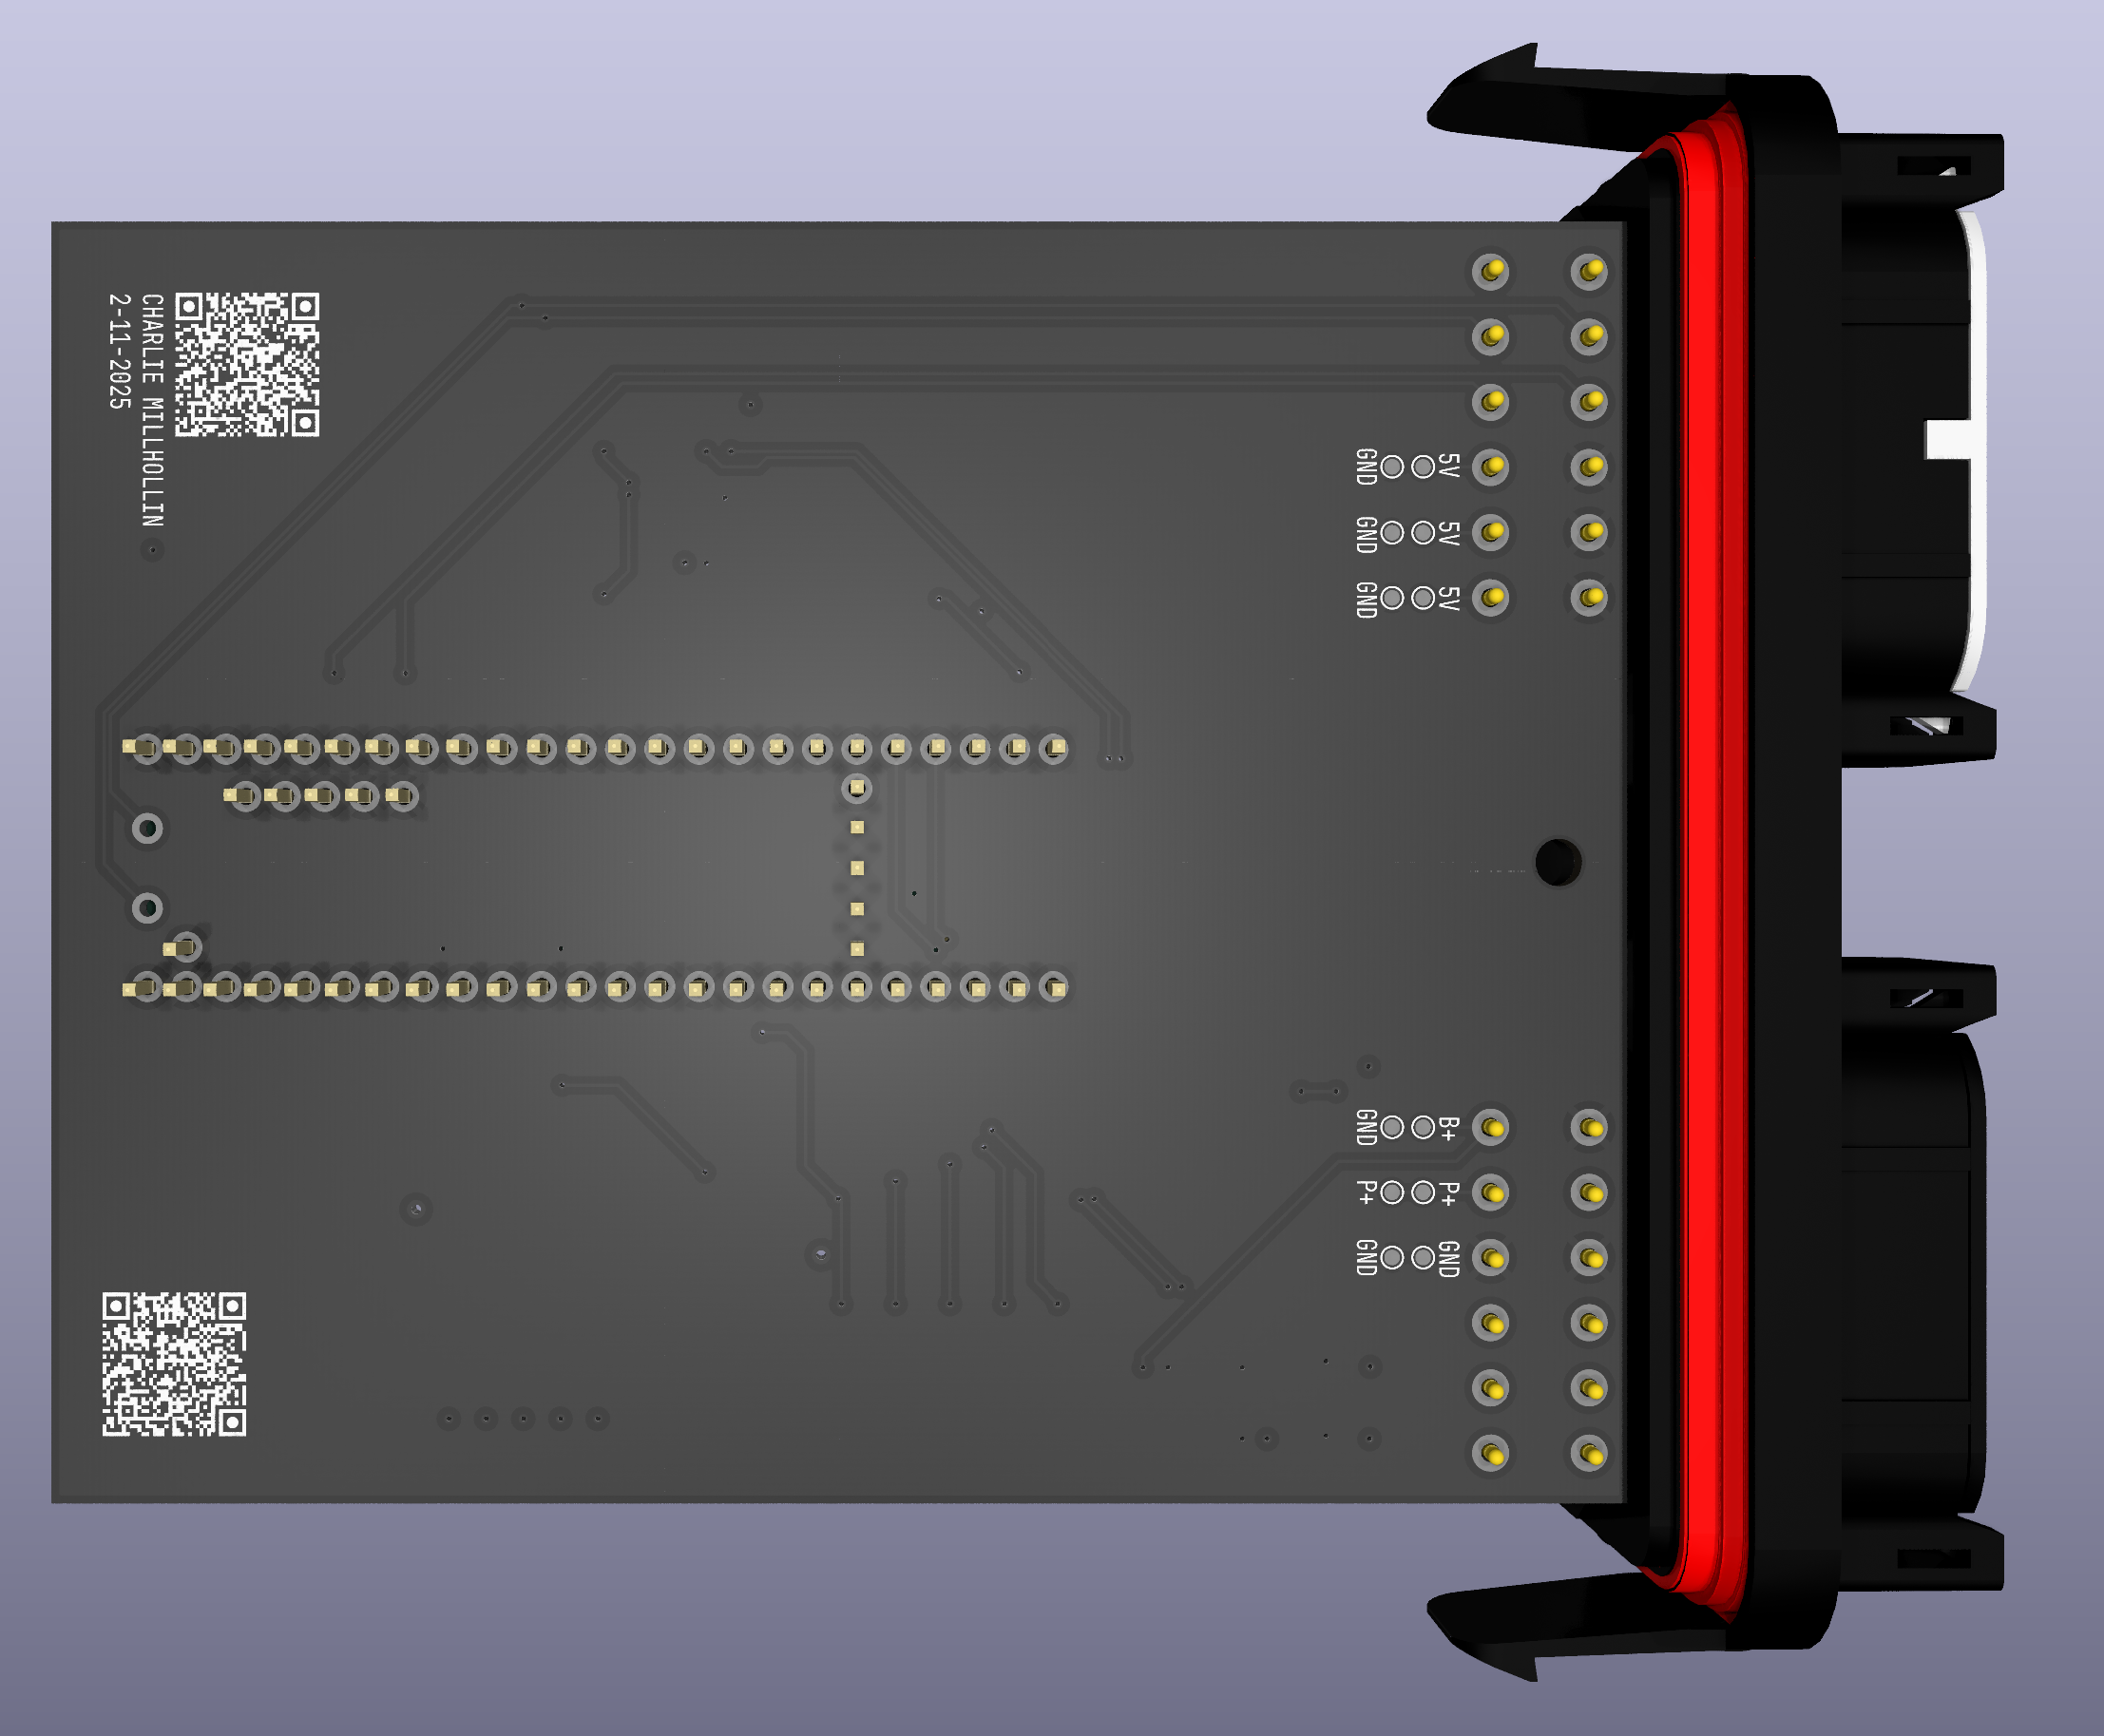 CHARLIE MILLHOLLIN
2-11-2025
GND 5V
GND 5V
GND 5V
GND B+
P+ P+
GND GND